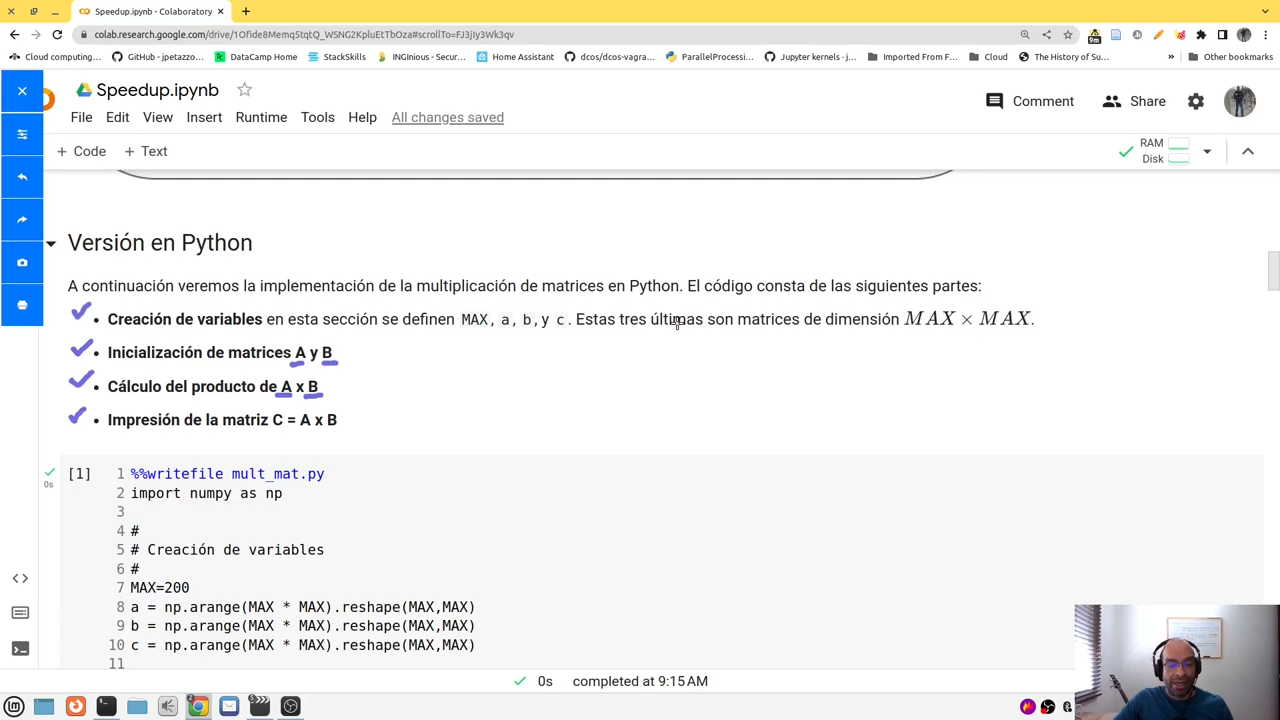 Speedup.ipynb - Colaboratory
colab.research.google.com/drive/1Ofide8Memq5tqtQ_WSNG2KpluEtTbOza#scrollTo=FJ3jIy3Wk3qv
9m
Cloud computing GitHub - jpetazzo... DataCamp Home StackSkills INGInious - Secur... Home Assistant dcos/dcos-vagra... ParallelProcessi... Jupyter kernels · j... Imported From F... Cloud The History of Su... » Other bookmarks
Speedup.ipynb
Comment Share
File Edit View Insert Runtime Tools Help All changes saved
+ Code + Text
RAM
Disk
Versión en Python
A continuación veremos la implementación de la multiplicación de matrices en Python. El código consta de las siguientes partes:
• Creación de variables en esta sección se definen MAX, a, b, y c. Estas tres últimas son matrices de dimensión MAX × MAX.
• Inicialización de matrices A y B
• Cálculo del producto de A x B
• Impresión de la matriz C = A x B
[1] 1 %%writefile mult_mat.py
0s
2 import numpy as np
3
4 #
5 # Creación de variables
6 #
7 MAX=200
8 a = np.arange(MAX * MAX).reshape(MAX,MAX)
9 b = np.arange(MAX * MAX).reshape(MAX,MAX)
10 c = np.arange(MAX * MAX).reshape(MAX,MAX)
11
0s completed at 9:15 AM
2